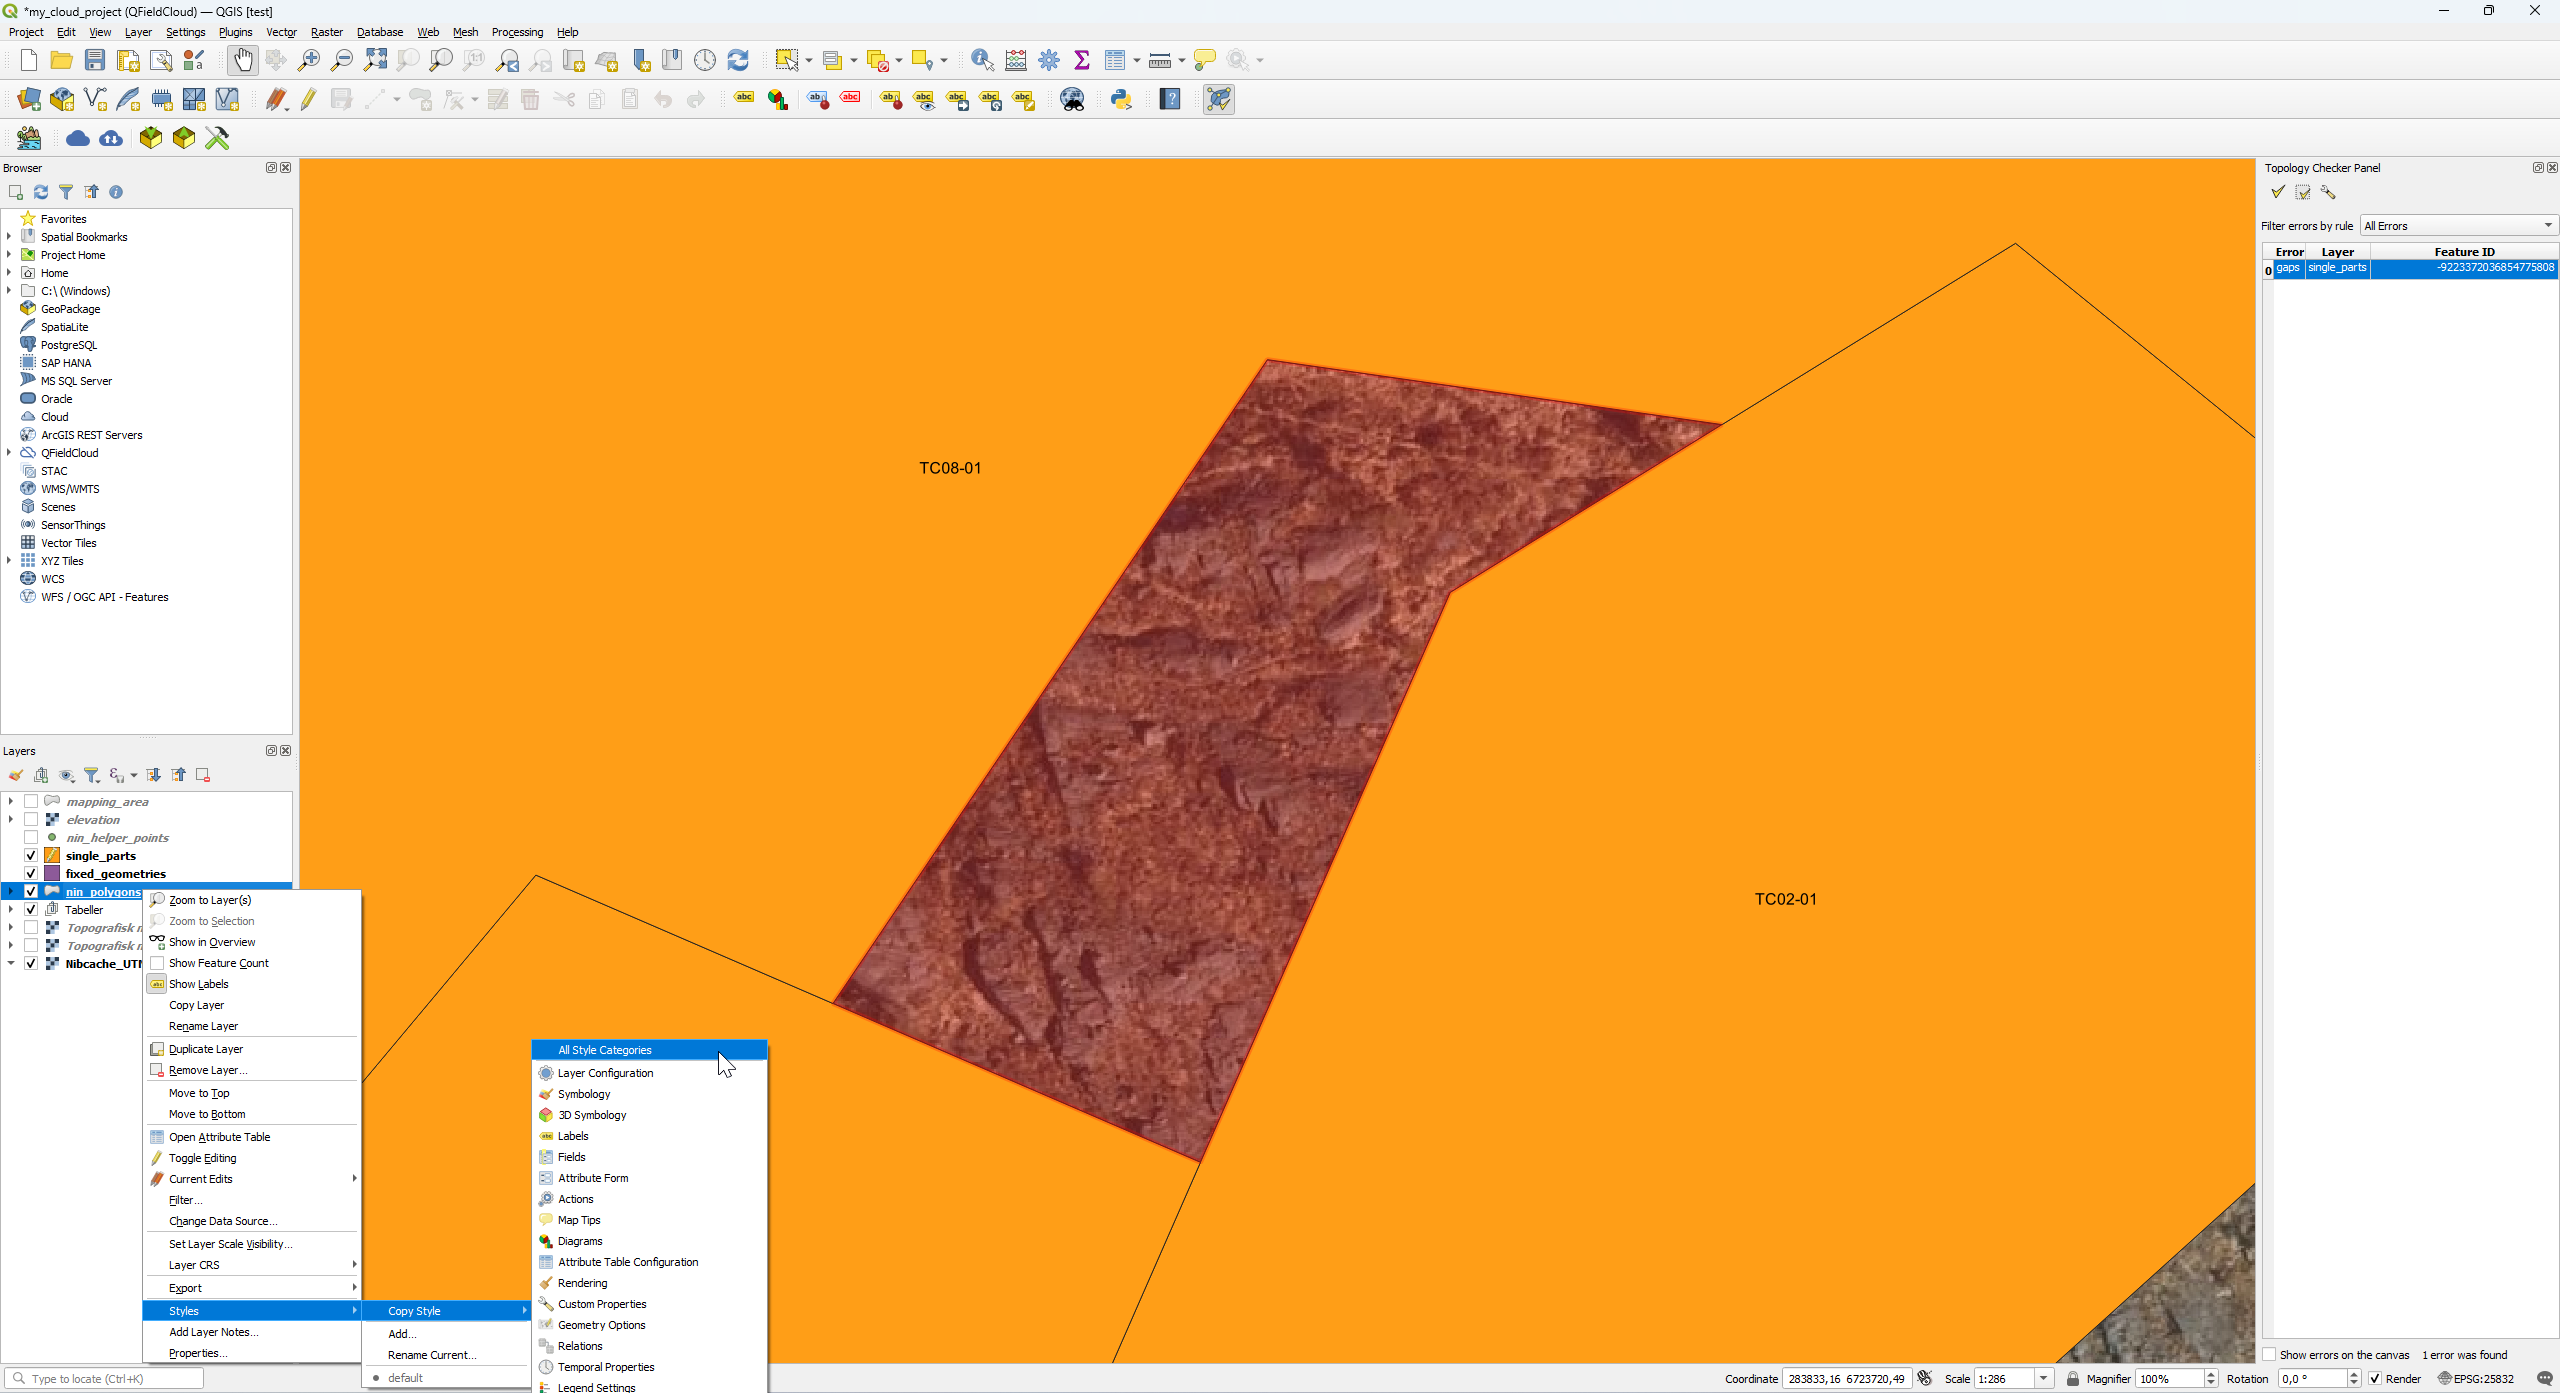 *my_cloud_project (QFieldCloud) — QGIS [test]
Project Edit View Layer Settings Plugins Vector Raster Database Web Mesh Processing Help
Browser
Favorites
Spatial Bookmarks
Project Home
Home
C:\ (Windows)
GeoPackage
SpatiaLite
PostgreSQL
SAP HANA
MS SQL Server
Oracle
Cloud
ArcGIS REST Servers
QFieldCloud
STAC
WMS/WMTS
Scenes
SensorThings
Vector Tiles
XYZ Tiles
WCS
WFS / OGC API - Features
Layers
mapping_area
elevation
nin_helper_points
single_parts
fixed_geometries
nin_polygons
Tabeller
Topografisk
Topografisk
Nibcache_UTM
Zoom to Layer(s)
Zoom to Selection
Show in Overview
Show Feature Count
Show Labels
Copy Layer
Rename Layer
Duplicate Layer
Remove Layer...
Move to Top
Move to Bottom
Open Attribute Table
Toggle Editing
Current Edits
Filter...
Change Data Source...
Set Layer Scale Visibility...
Layer CRS
Export
Styles
Add Layer Notes...
Properties...
Copy Style
Add...
Rename Current...
default
All Style Categories
Layer Configuration
Symbology
3D Symbology
Labels
Fields
Attribute Form
Actions
Map Tips
Diagrams
Attribute Table Configuration
Rendering
Custom Properties
Geometry Options
Relations
Temporal Properties
Legend Settings
TC08-01
TC02-01
Topology Checker Panel
Filter errors by rule All Errors
Error Layer Feature ID
0 gaps single_parts -9223372036854775808
Show errors on the canvas 1 error was found
Type to locate (Ctrl+K)
Coordinate 283833,16 6723720,49 Scale 1:286 Magnifier 100% Rotation 0,0 ° Render EPSG:25832